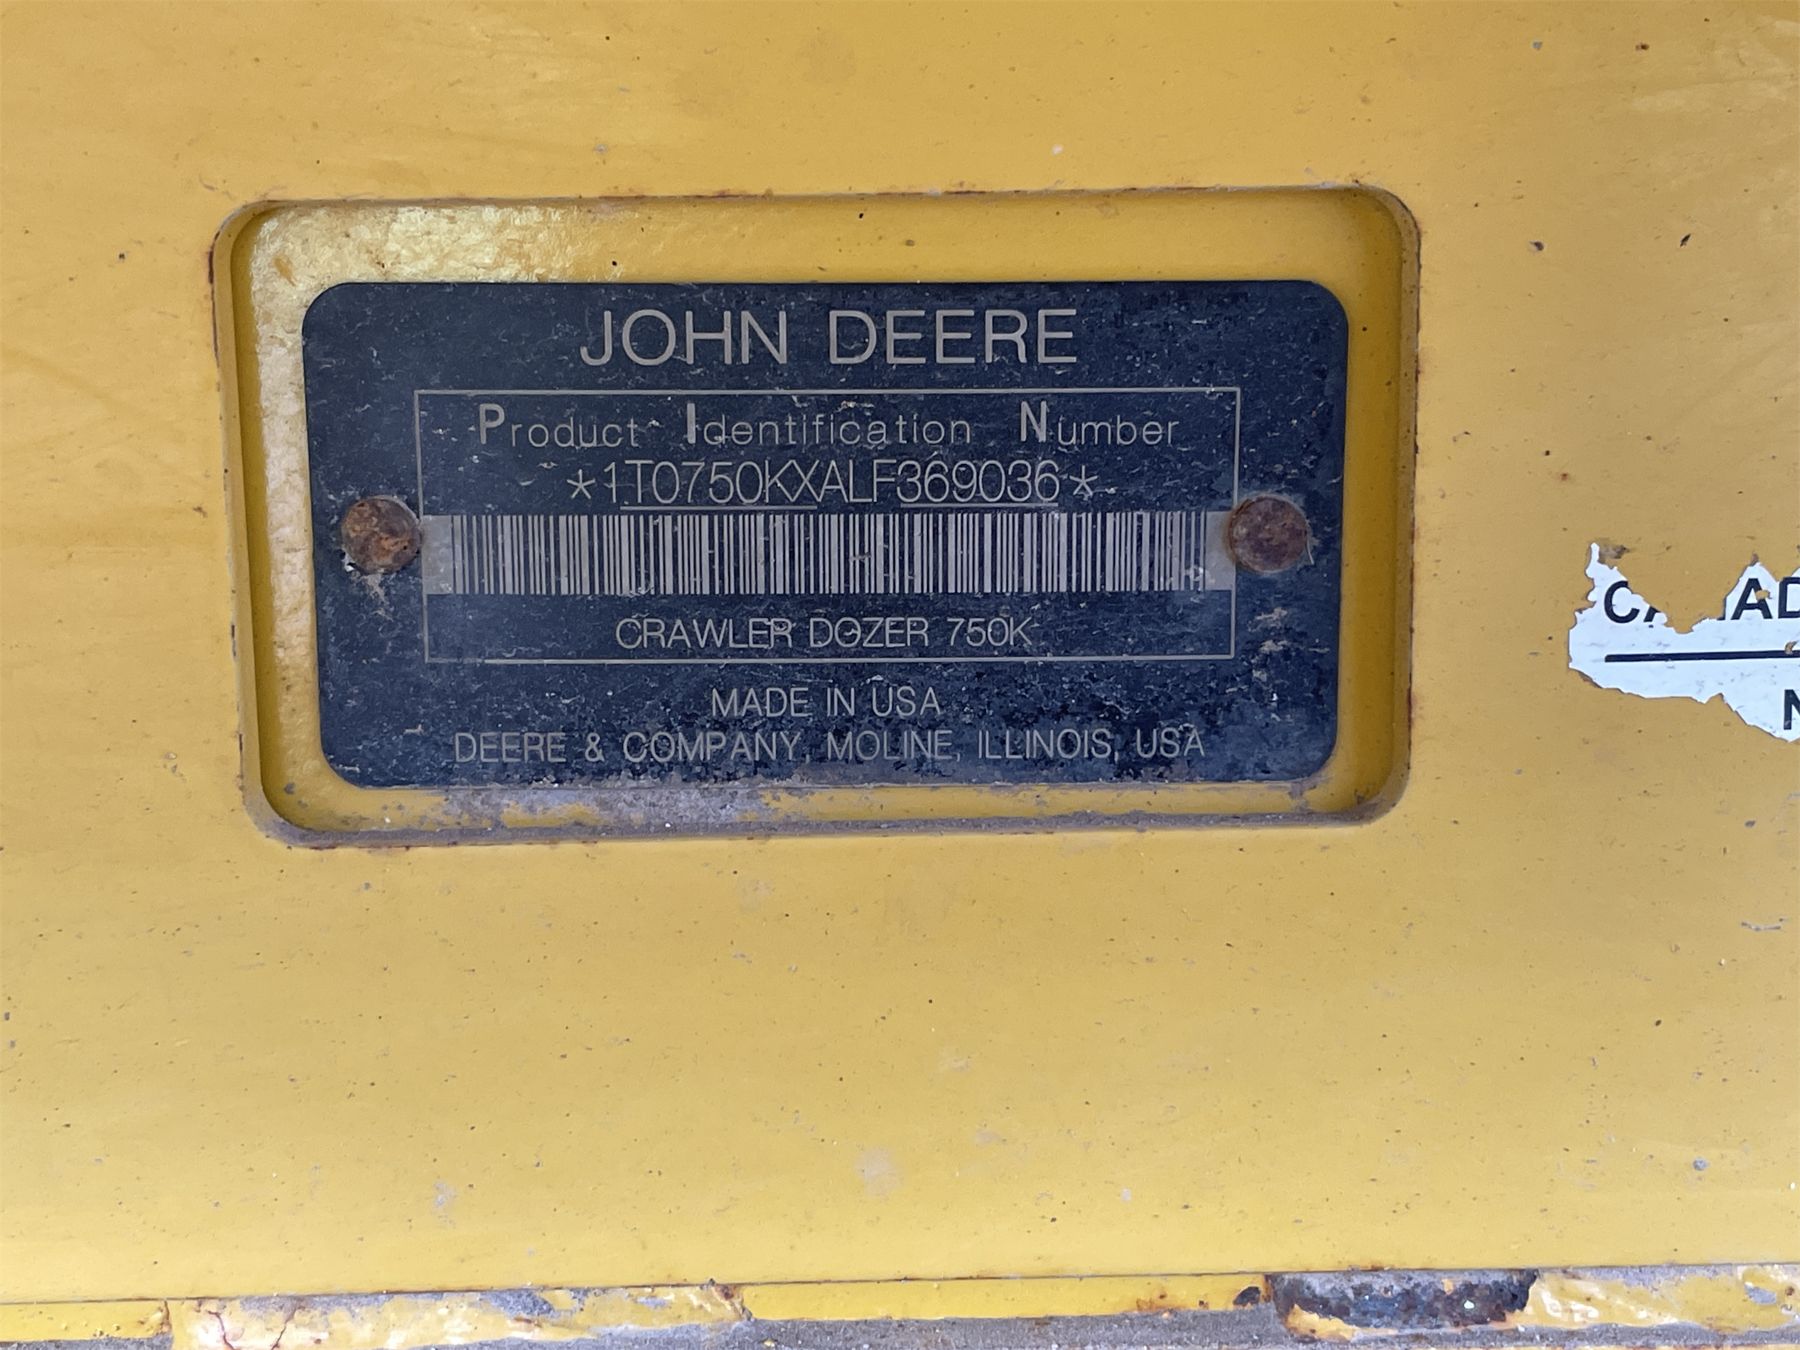 JOHN DEERE
Product Identification Number
*1T0750KXALF369036*
CRAWLER DOZER 750K
MADE IN USA
DEERE & COMPANY, MOLINE, ILLINOIS, USA